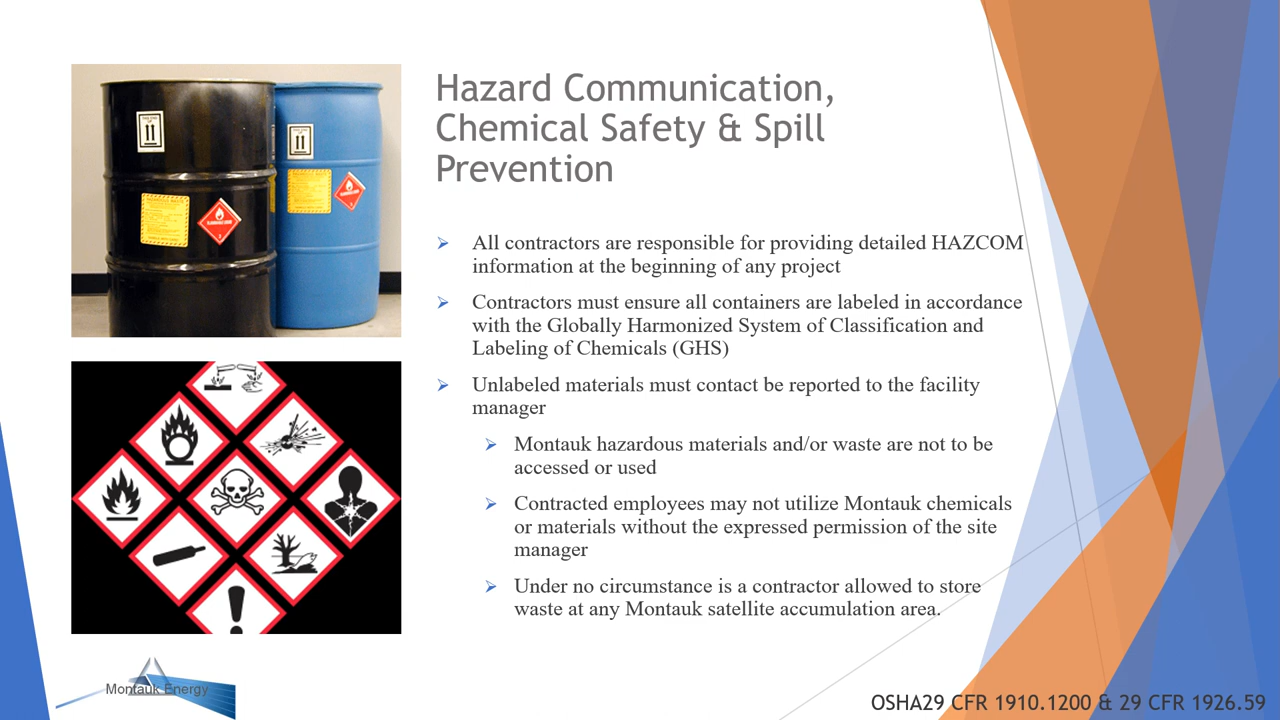 Hazard Communication,
Chemical Safety & Spill
Prevention
All contractors are responsible for providing detailed HAZCOM
information at the beginning of any project
Contractors must ensure all containers are labeled in accordance
with the Globally Harmonized System of Classification and
Labeling of Chemicals (GHS)
Unlabeled materials must contact be reported to the facility
manager
Montauk hazardous materials and/or waste are not to be
accessed or used
Contracted employees may not utilize Montauk chemicals
or materials without the expressed permission of the site
manager
Under no circumstance is a contractor allowed to store
waste at any Montauk satellite accumulation area.
Montauk Energy
OSHA29 CFR 1910.1200 & 29 CFR 1926.59